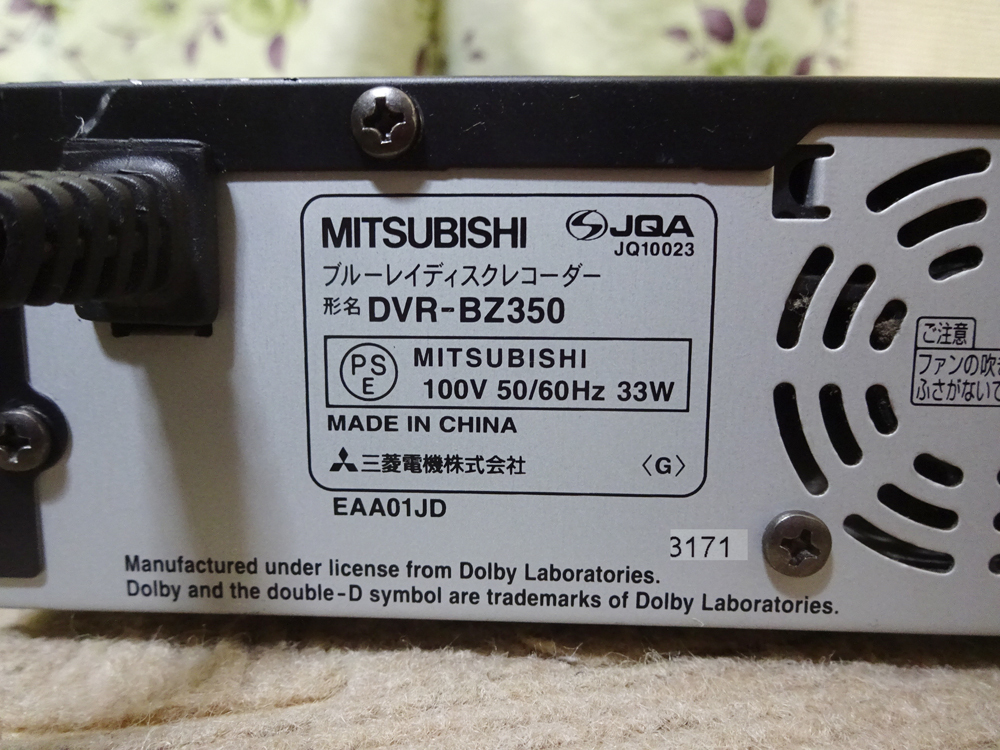 MITSUBISHI
JQA
JQ10023
ブルーレイディスクレコーダー
形名 DVR-BZ350
PSE
MITSUBISHI
100V 50/60Hz 33W
MADE IN CHINA
三菱電機株式会社 〈G〉
EAA01JD
3171
Manufactured under license from Dolby Laboratories.
Dolby and the double-D symbol are trademarks of Dolby Laboratories.
ご注意
ファンの吹き
ふさがないで